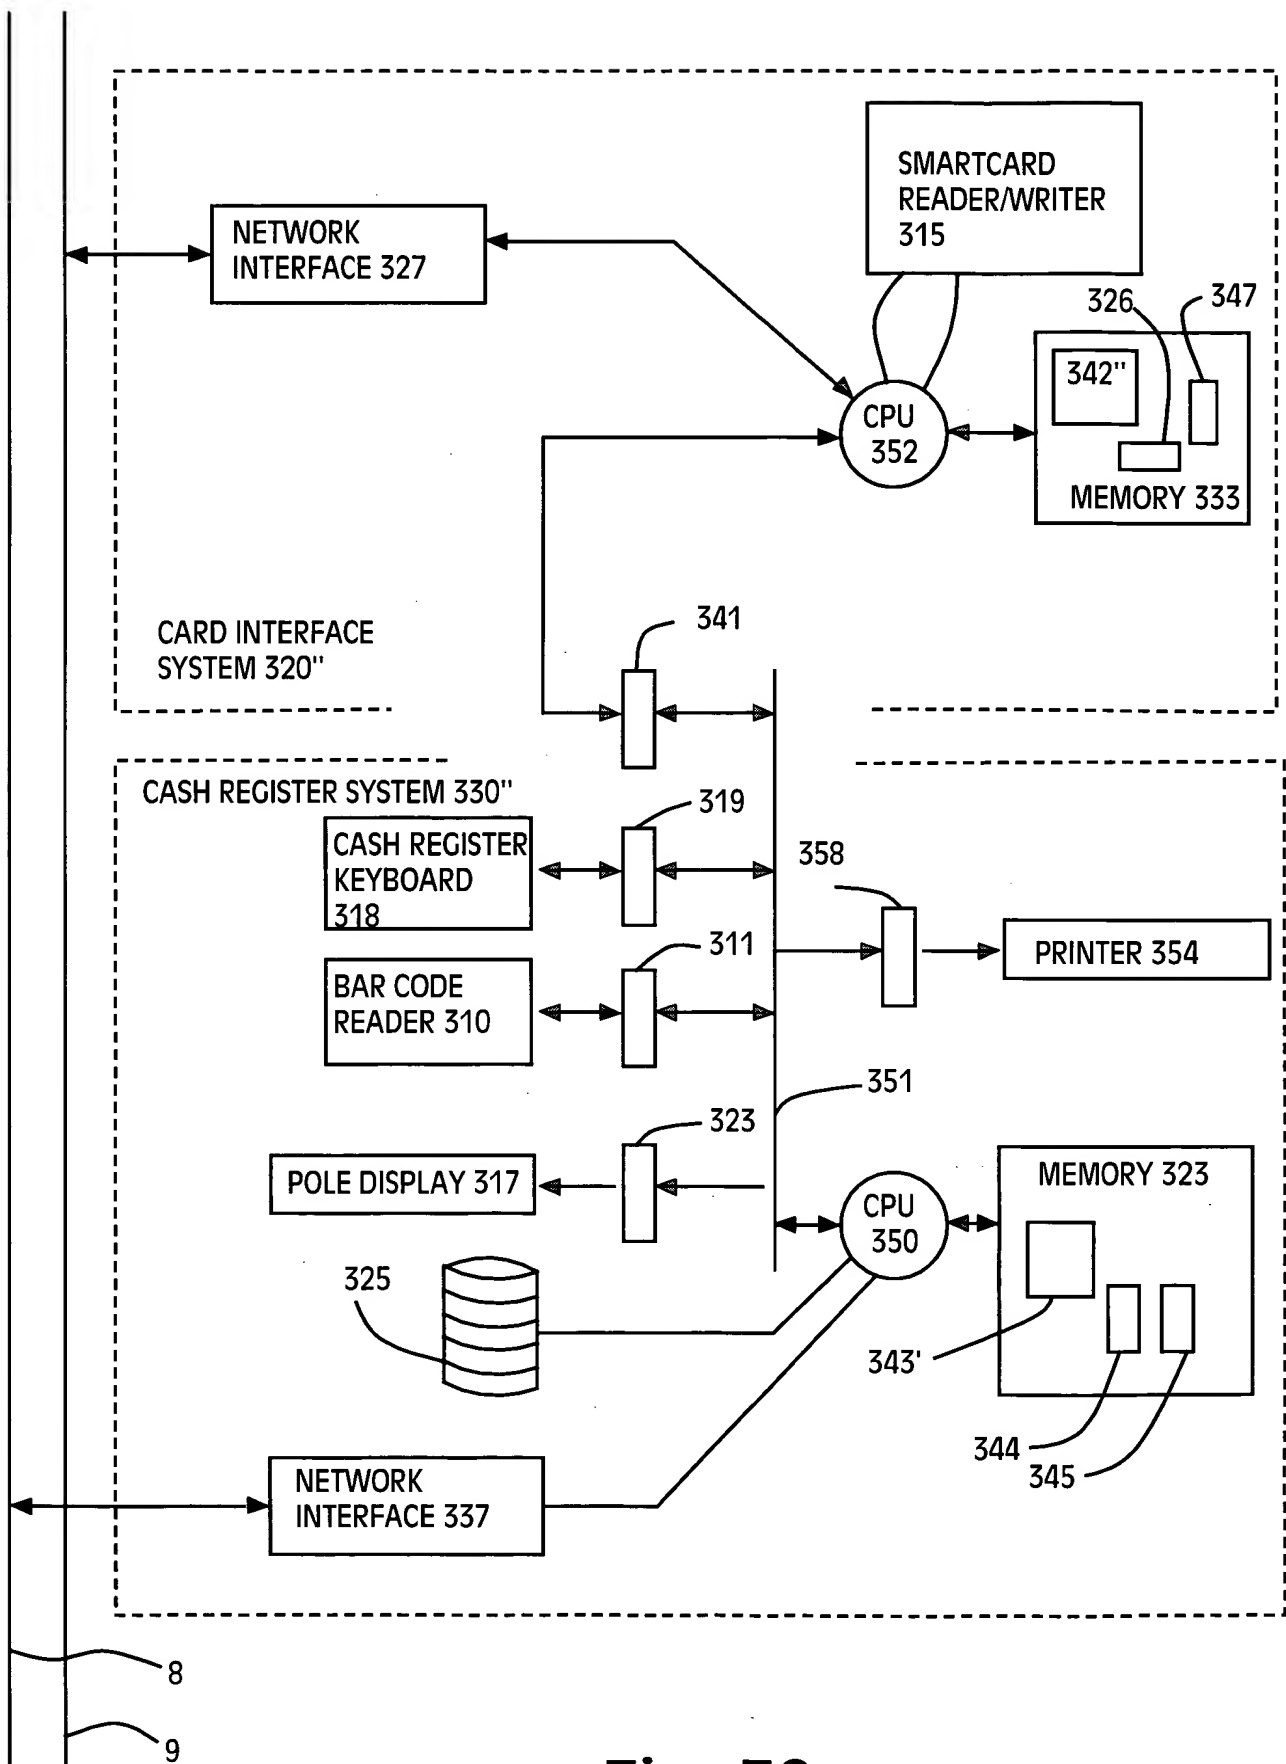 SMARTCARD
READER/WRITER
315
NETWORK
INTERFACE 327
326
347
342"
CPU
352
MEMORY 333
CARD INTERFACE
SYSTEM 320"
341
CASH REGISTER SYSTEM 330"
319
CASH REGISTER
KEYBOARD
318
358
311
PRINTER 354
BAR CODE
READER 310
351
323
POLE DISPLAY 317
MEMORY 323
CPU
350
325
343'
344
345
NETWORK
INTERFACE 337
8
9